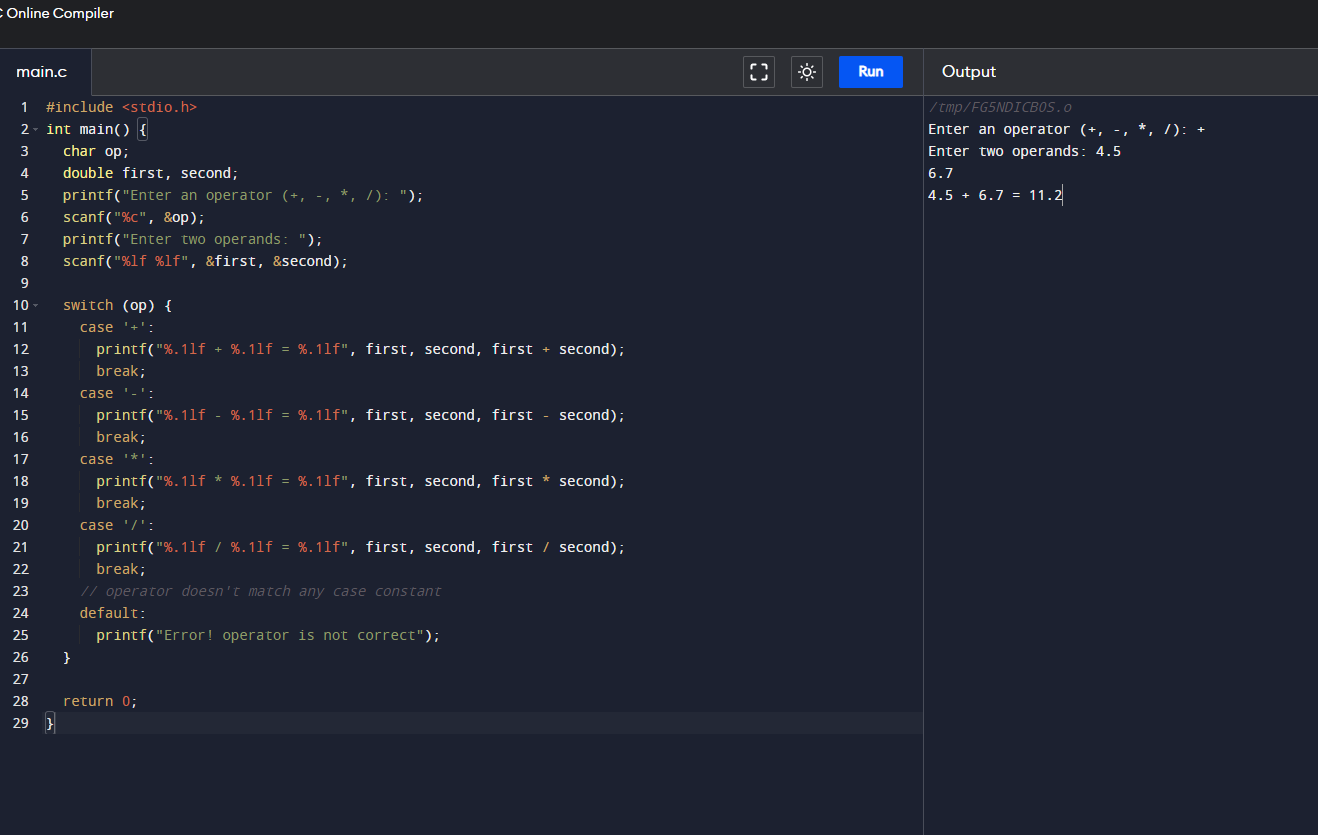 C Online Compiler
main.c
Run
Output
1 #include <stdio.h>
2 int main() {
3 char op;
4 double first, second;
5 printf("Enter an operator (+, -, *, /): ");
6 scanf("%c", &op);
7 printf("Enter two operands: ");
8 scanf("%lf %lf", &first, &second);
9
10 switch (op) {
11 case '+':
12 printf("%.1lf + %.1lf = %.1lf", first, second, first + second);
13 break;
14 case '-':
15 printf("%.1lf - %.1lf = %.1lf", first, second, first - second);
16 break;
17 case '*':
18 printf("%.1lf * %.1lf = %.1lf", first, second, first * second);
19 break;
20 case '/':
21 printf("%.1lf / %.1lf = %.1lf", first, second, first / second);
22 break;
23 // operator doesn't match any case constant
24 default:
25 printf("Error! operator is not correct");
26 }
27
28 return 0;
29 }
/tmp/FG5NDICBOS.o
Enter an operator (+, -, *, /): +
Enter two operands: 4.5
6.7
4.5 + 6.7 = 11.2